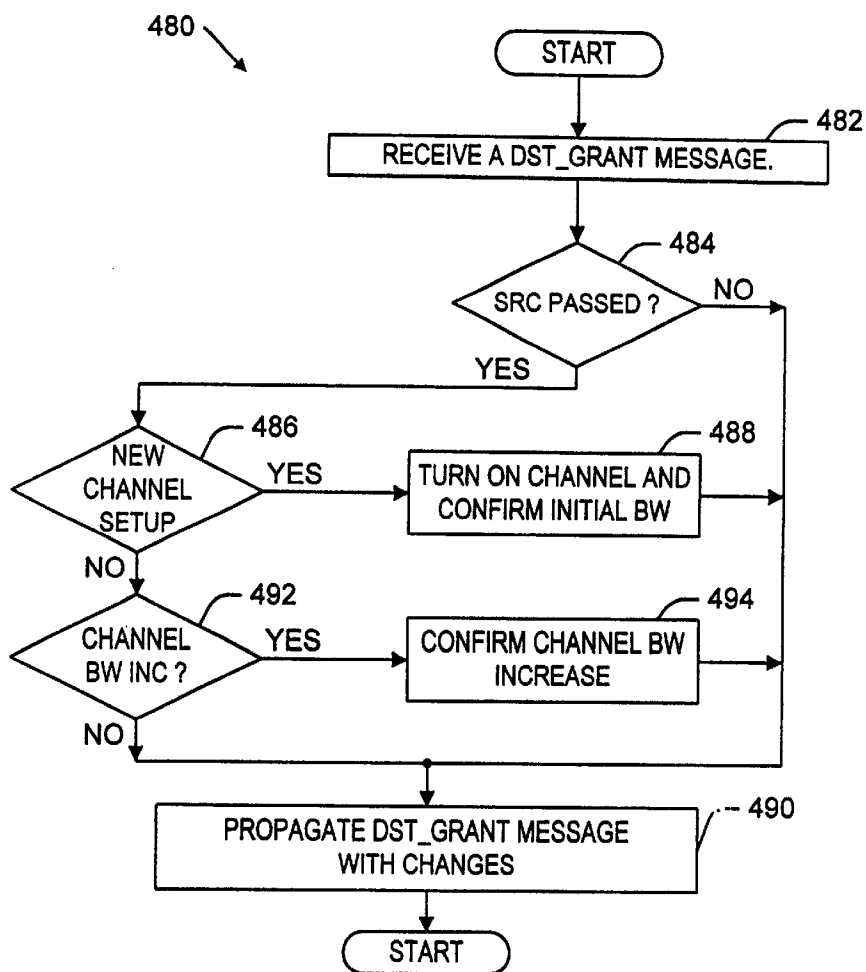 480
START
482
RECEIVE A DST_GRANT MESSAGE.
484
SRC PASSED ?
NO
YES
486
NEW
CHANNEL
SETUP
YES
488
TURN ON CHANNEL AND
CONFIRM INITIAL BW
NO
492
CHANNEL
BW INC ?
YES
494
CONFIRM CHANNEL BW
INCREASE
NO
490
PROPAGATE DST_GRANT MESSAGE
WITH CHANGES
START